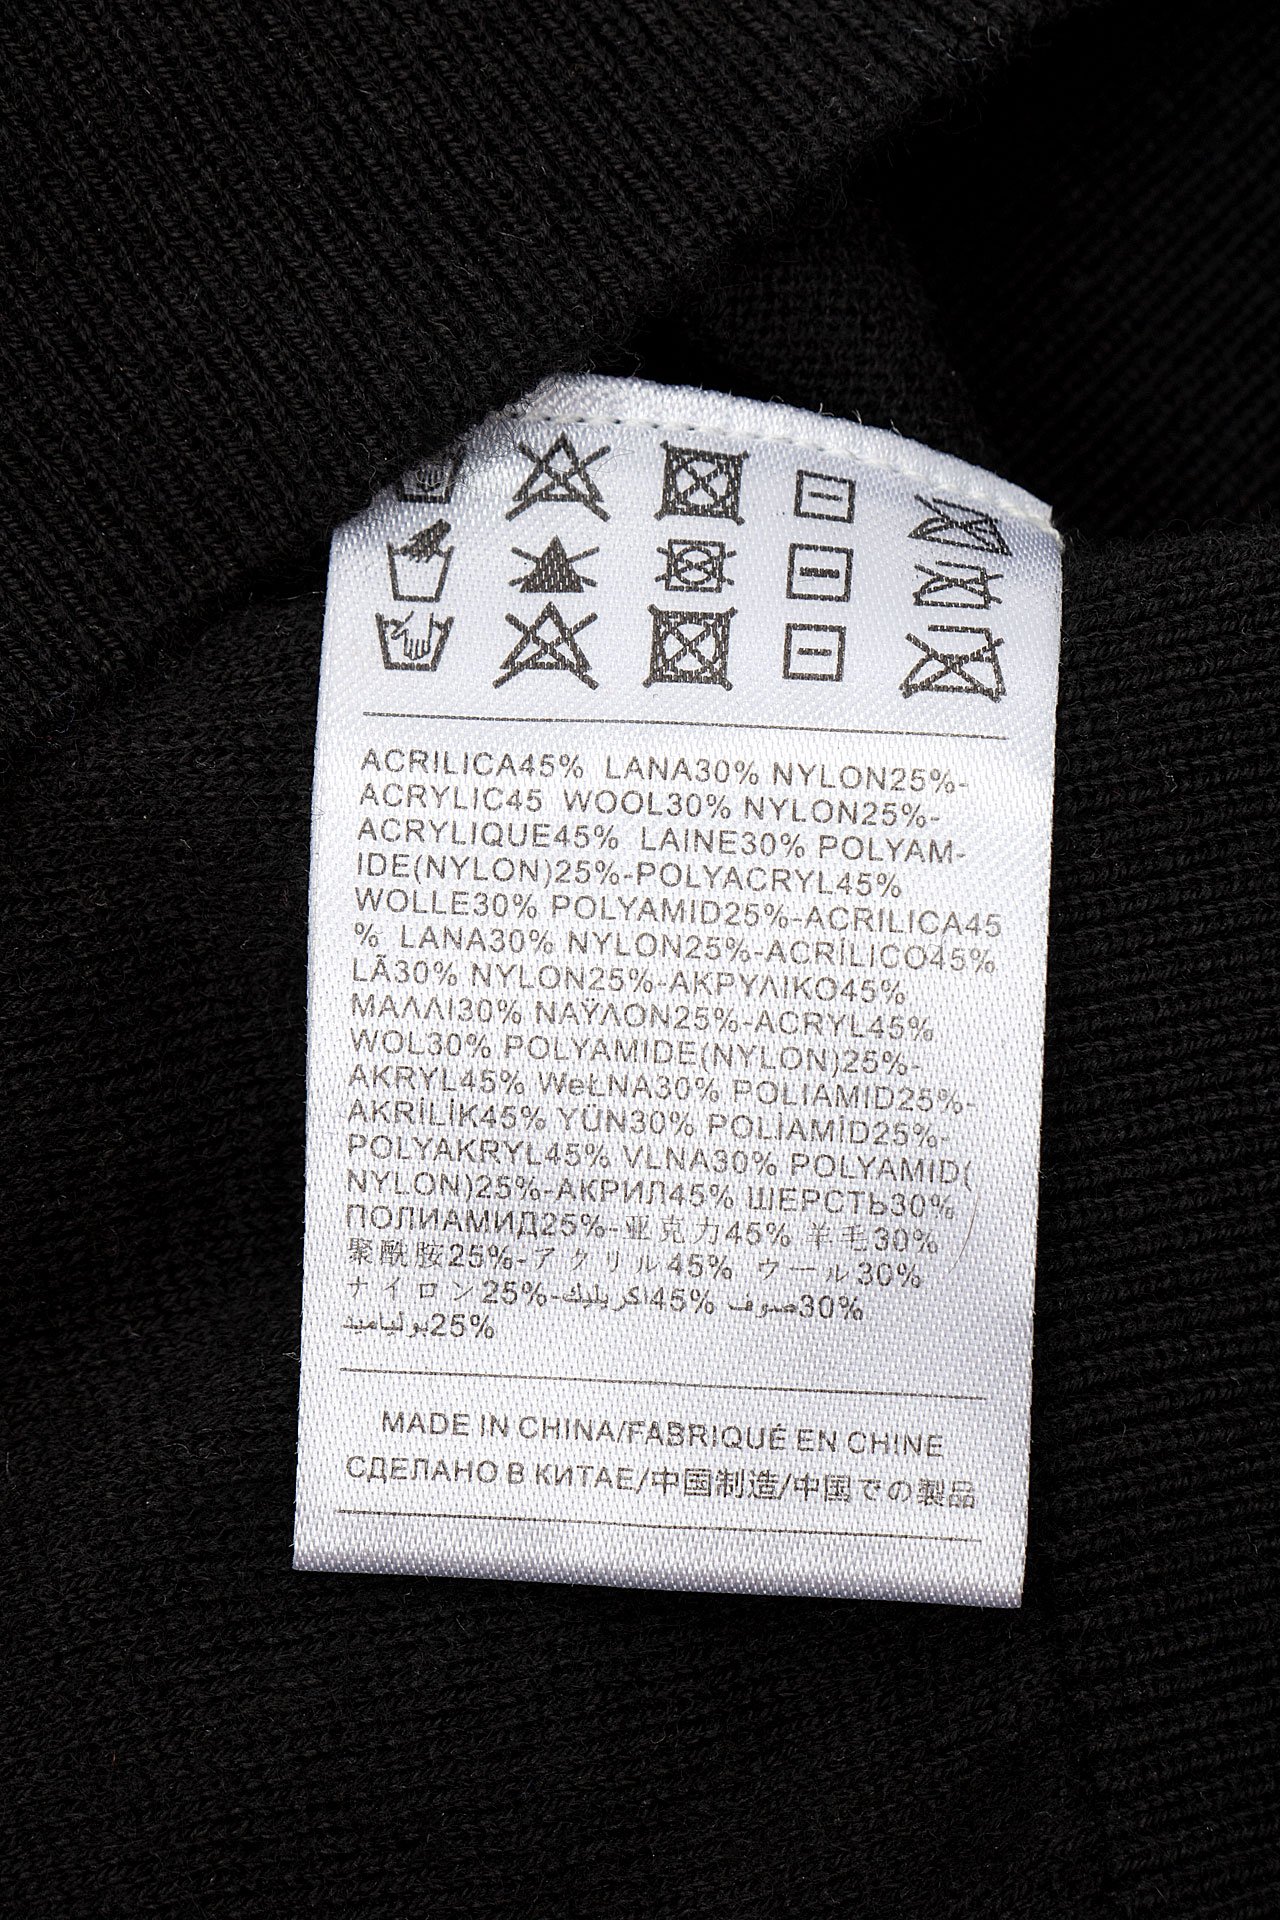 ACRILICA45% LANA30% NYLON25%-
ACRYLIC45 WOOL30% NYLON25%-
ACRYLIQUE45% LAINE30% POLYAM-
IDE(NYLON)25%-POLYACRYL45%
WOLLE30% POLYAMID25%-ACRILICA45
% LANA30% NYLON25%-ACRÍLICO45%
LÃ30% NYLON25%-ΑΚΡΥΛΙΚΟ45%
ΜΑΛΛΙ30% ΝΑΫΛΟΝ25%-ACRYL45%
WOL30% POLYAMIDE(NYLON)25%-
AKRYL45% WeŁNA30% POLIAMID25%-
AKRİLİK45% YÜN30% POLİAMİD25%-
POLYAKRYL45% VLNA30% POLYAMID(
NYLON)25%-АКРИЛ45% ШЕРСТЬ30%
ПОЛИАМИД25%-亚克力45% 羊毛30%
聚酰胺25%-アクリル45% ウール30%
ナイロン25%-اكريليك45% صوف30%
بولياميد25%
MADE IN CHINA/FABRIQUÉ EN CHINE
СДЕЛАНО В КИТАЕ/中国制造/中国での製品